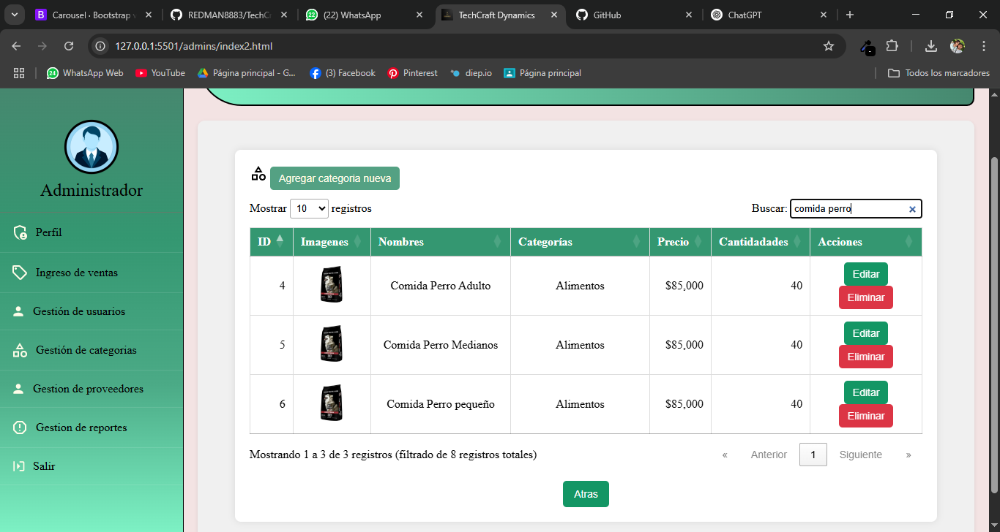 Carousel · Bootstrap v
REDMAN8883/TechCr
(22) WhatsApp
TechCraft Dynamics
GitHub
ChatGPT
127.0.0.1:5501/admins/index2.html
24 WhatsApp Web
YouTube
Página principal - G...
(3) Facebook
Pinterest
diep.io
Página principal
Todos los marcadores
Administrador
Perfil
Ingreso de ventas
Gestión de usuarios
Gestión de categorias
Gestion de proveedores
Gestion de reportes
Salir
Agregar categoria nueva
Mostrar 10 registros
Buscar: comida perro
ID Imagenes Nombres Categorías Precio Cantidadades Acciones
4 Comida Perro Adulto Alimentos $85,000 40 Editar
Eliminar
5 Comida Perro Medianos Alimentos $85,000 40 Editar
Eliminar
6 Comida Perro pequeño Alimentos $85,000 40 Editar
Eliminar
Mostrando 1 a 3 de 3 registros (filtrado de 8 registros totales)
« Anterior 1 Siguiente »
Atras